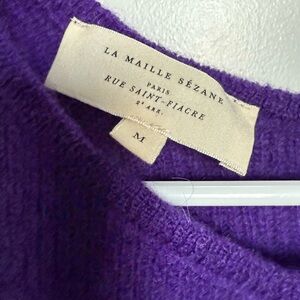 LA MAILLE SÉZANE
PARIS
RUE SAINT-FIACRE
2e ARR.
M